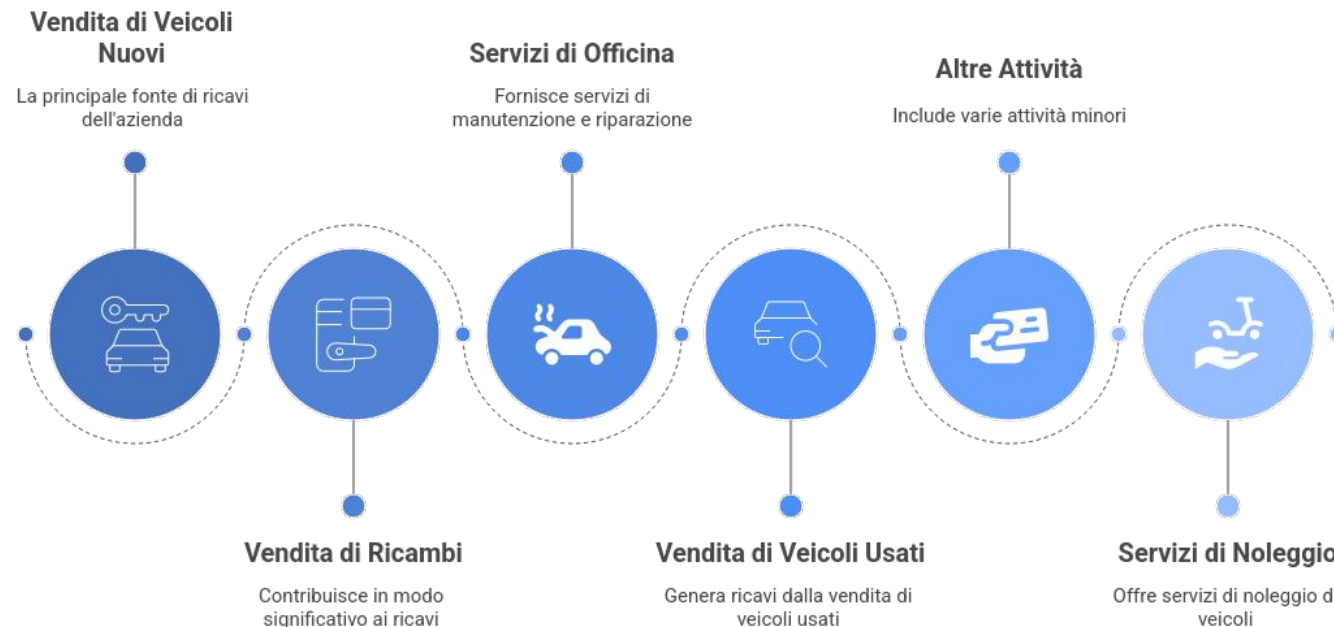 Vendita di Veicoli
Nuovi
La principale fonte di ricavi
dell'azienda
Servizi di Officina
Fornisce servizi di
manutenzione e riparazione
Altre Attività
Include varie attività minori
Vendita di Ricambi
Contribuisce in modo
significativo ai ricavi
Vendita di Veicoli Usati
Genera ricavi dalla vendita di
veicoli usati
Servizi di Noleggio
Offre servizi di noleggio d
veicoli